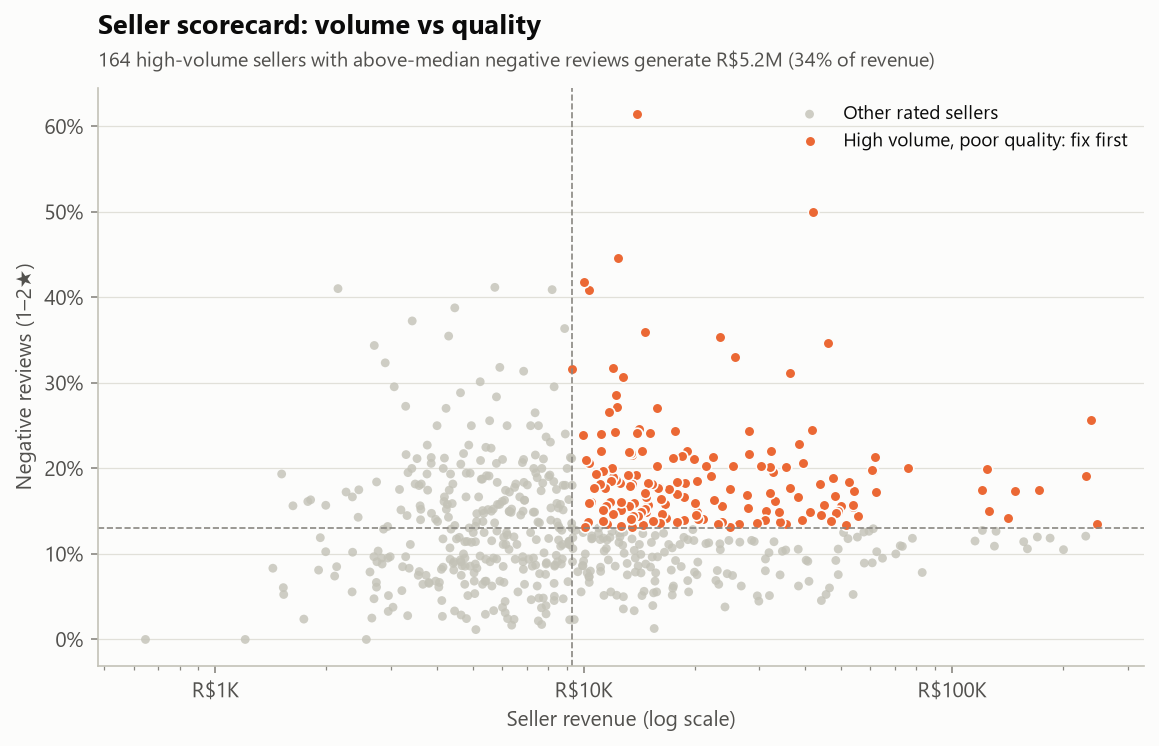 Seller scorecard: volume vs quality
164 high-volume sellers with above-median negative reviews generate R$5.2M (34% of revenue)
Other rated sellers
High volume, poor quality: fix first
60%
50%
40%
30%
20%
10%
0%
Negative reviews (1–2★)
R$1K
R$10K
R$100K
Seller revenue (log scale)